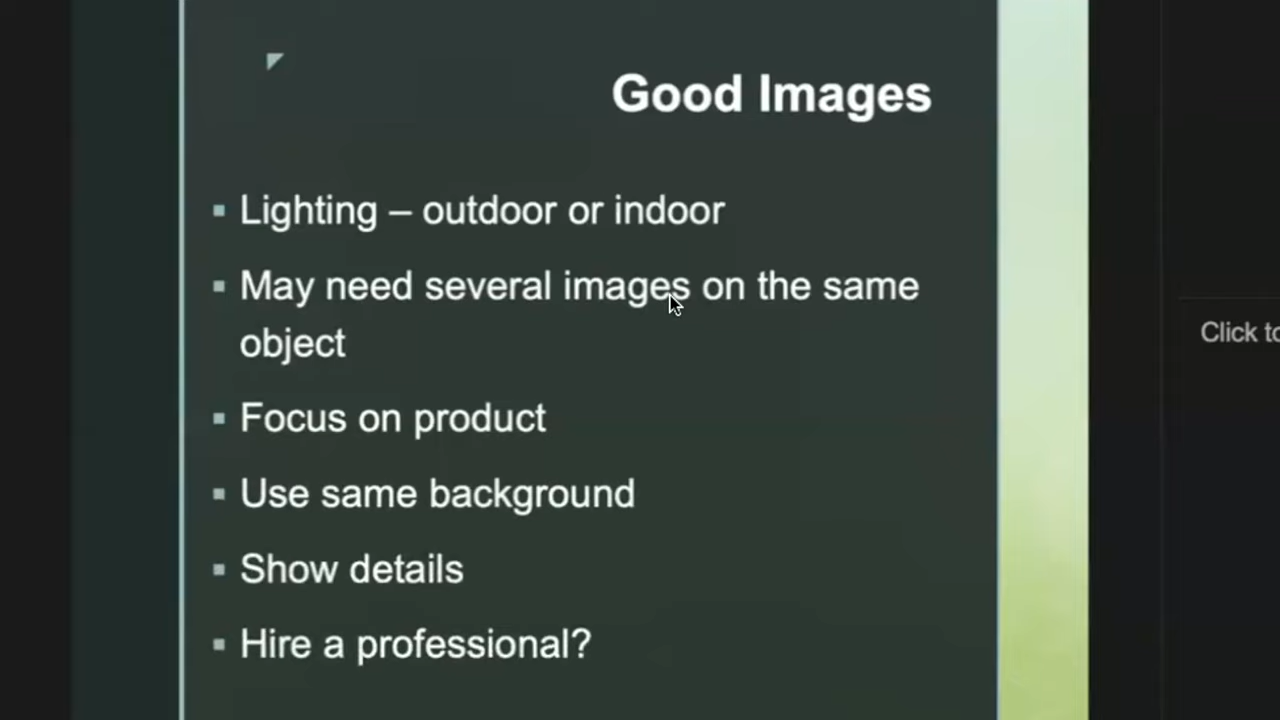 Good Images
Lighting – outdoor or indoor
May need several images on the same
object
Focus on product
Use same background
Show details
Hire a professional?
Click